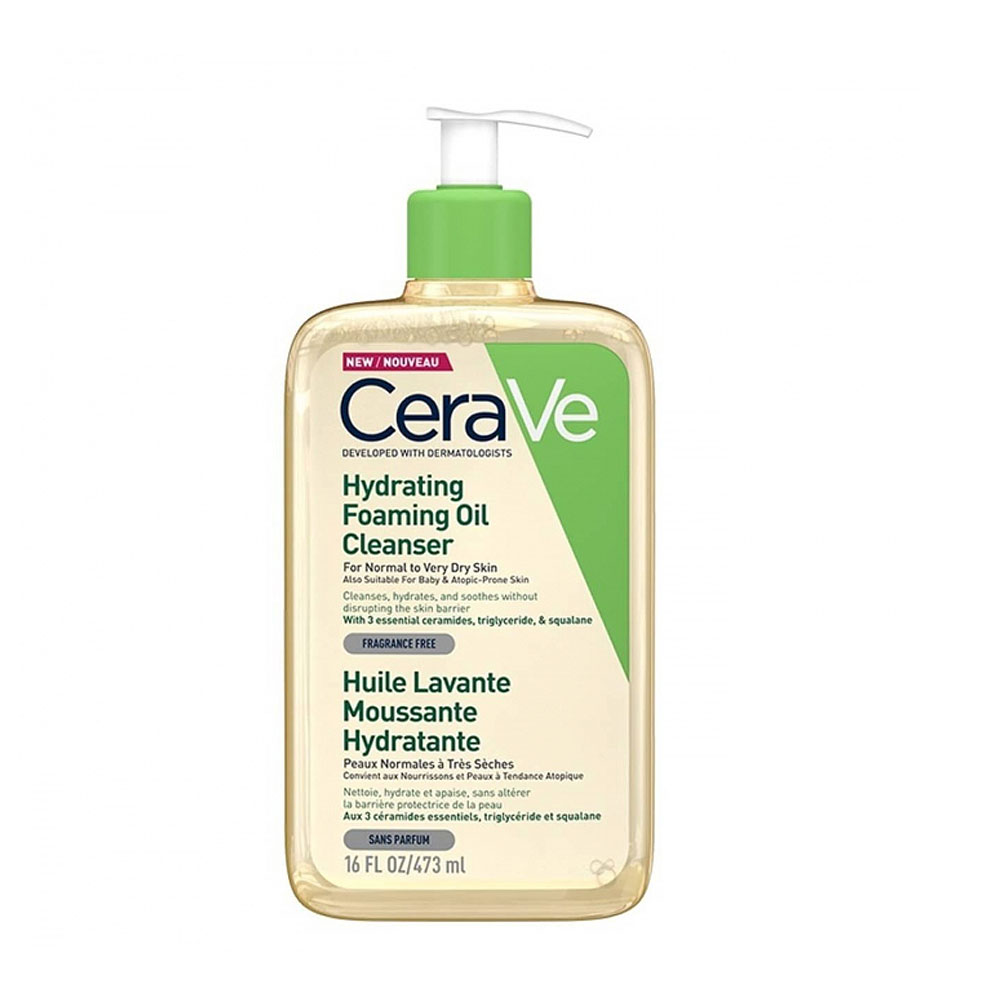 NEW / NOUVEAU
CeraVe
DEVELOPED WITH DERMATOLOGISTS
Hydrating
Foaming Oil
Cleanser
For Normal to Very Dry Skin
Also Suitable For Baby & Atopic-Prone Skin
Cleanses, hydrates, and soothes without
disrupting the skin barrier
With 3 essential ceramides, triglyceride, & squalane
FRAGRANCE FREE
Huile Lavante
Moussante
Hydratante
Peaux Normales à Très Sèches
Convient aux Nourrissons et Peaux à Tendance Atopique
Nettoie, hydrate et apaise, sans altérer
la barrière protectrice de la peau
Aux 3 céramides essentiels, triglycéride et squalane
SANS PARFUM
16 FL OZ/473 ml